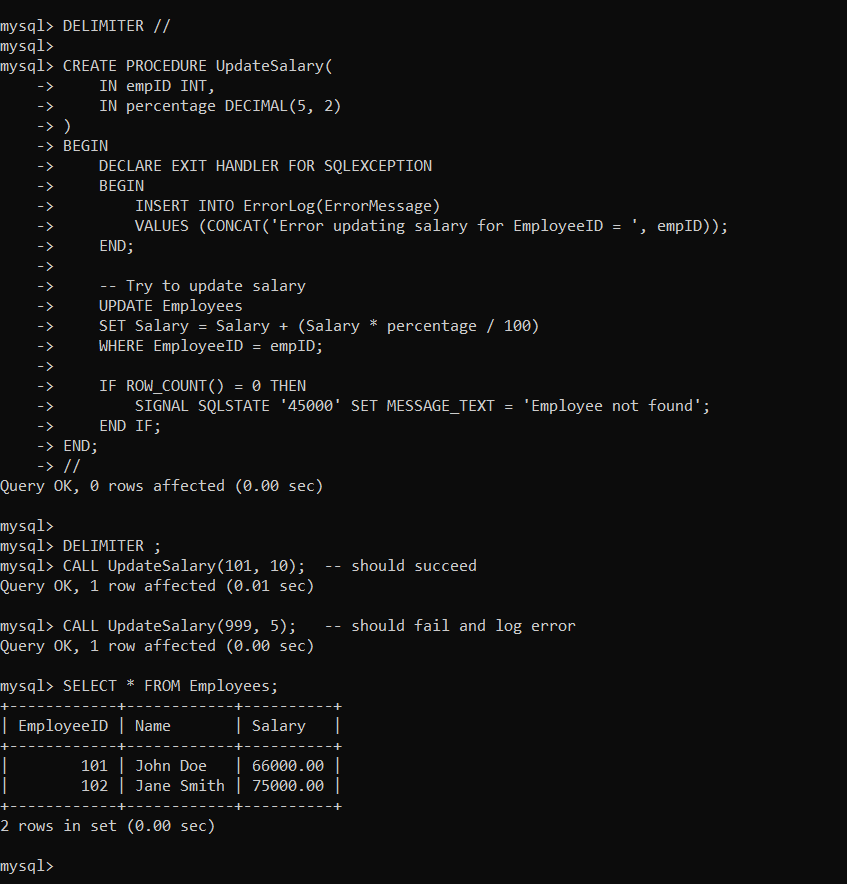 mysql> DELIMITER //
mysql>
mysql> CREATE PROCEDURE UpdateSalary(
    ->     IN empID INT,
    ->     IN percentage DECIMAL(5, 2)
    -> )
    -> BEGIN
    ->     DECLARE EXIT HANDLER FOR SQLEXCEPTION
    ->     BEGIN
    ->         INSERT INTO ErrorLog(ErrorMessage)
    ->         VALUES (CONCAT('Error updating salary for EmployeeID = ', empID));
    ->     END;
    ->
    ->     -- Try to update salary
    ->     UPDATE Employees
    ->     SET Salary = Salary + (Salary * percentage / 100)
    ->     WHERE EmployeeID = empID;
    ->
    ->     IF ROW_COUNT() = 0 THEN
    ->         SIGNAL SQLSTATE '45000' SET MESSAGE_TEXT = 'Employee not found';
    ->     END IF;
    -> END;
    -> //
Query OK, 0 rows affected (0.00 sec)

mysql>
mysql> DELIMITER ;
mysql> CALL UpdateSalary(101, 10);  -- should succeed
Query OK, 1 row affected (0.01 sec)

mysql> CALL UpdateSalary(999, 5);   -- should fail and log error
Query OK, 1 row affected (0.00 sec)

mysql> SELECT * FROM Employees;
+------------+------------+----------+
| EmployeeID | Name       | Salary   |
+------------+------------+----------+
|        101 | John Doe   | 66000.00 |
|        102 | Jane Smith | 75000.00 |
+------------+------------+----------+
2 rows in set (0.00 sec)

mysql>